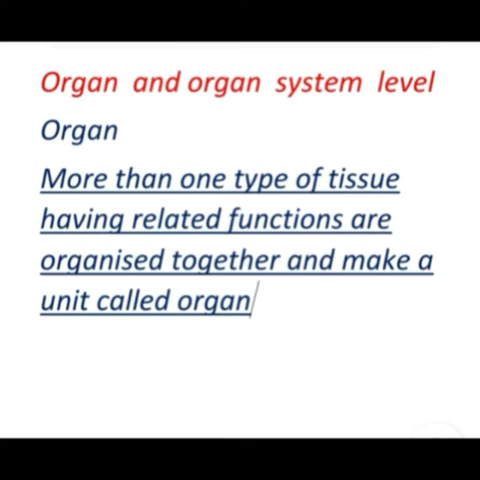 Organ and organ system level
Organ
More than one type of tissue
having related functions are
organised together and make a
unit called organ